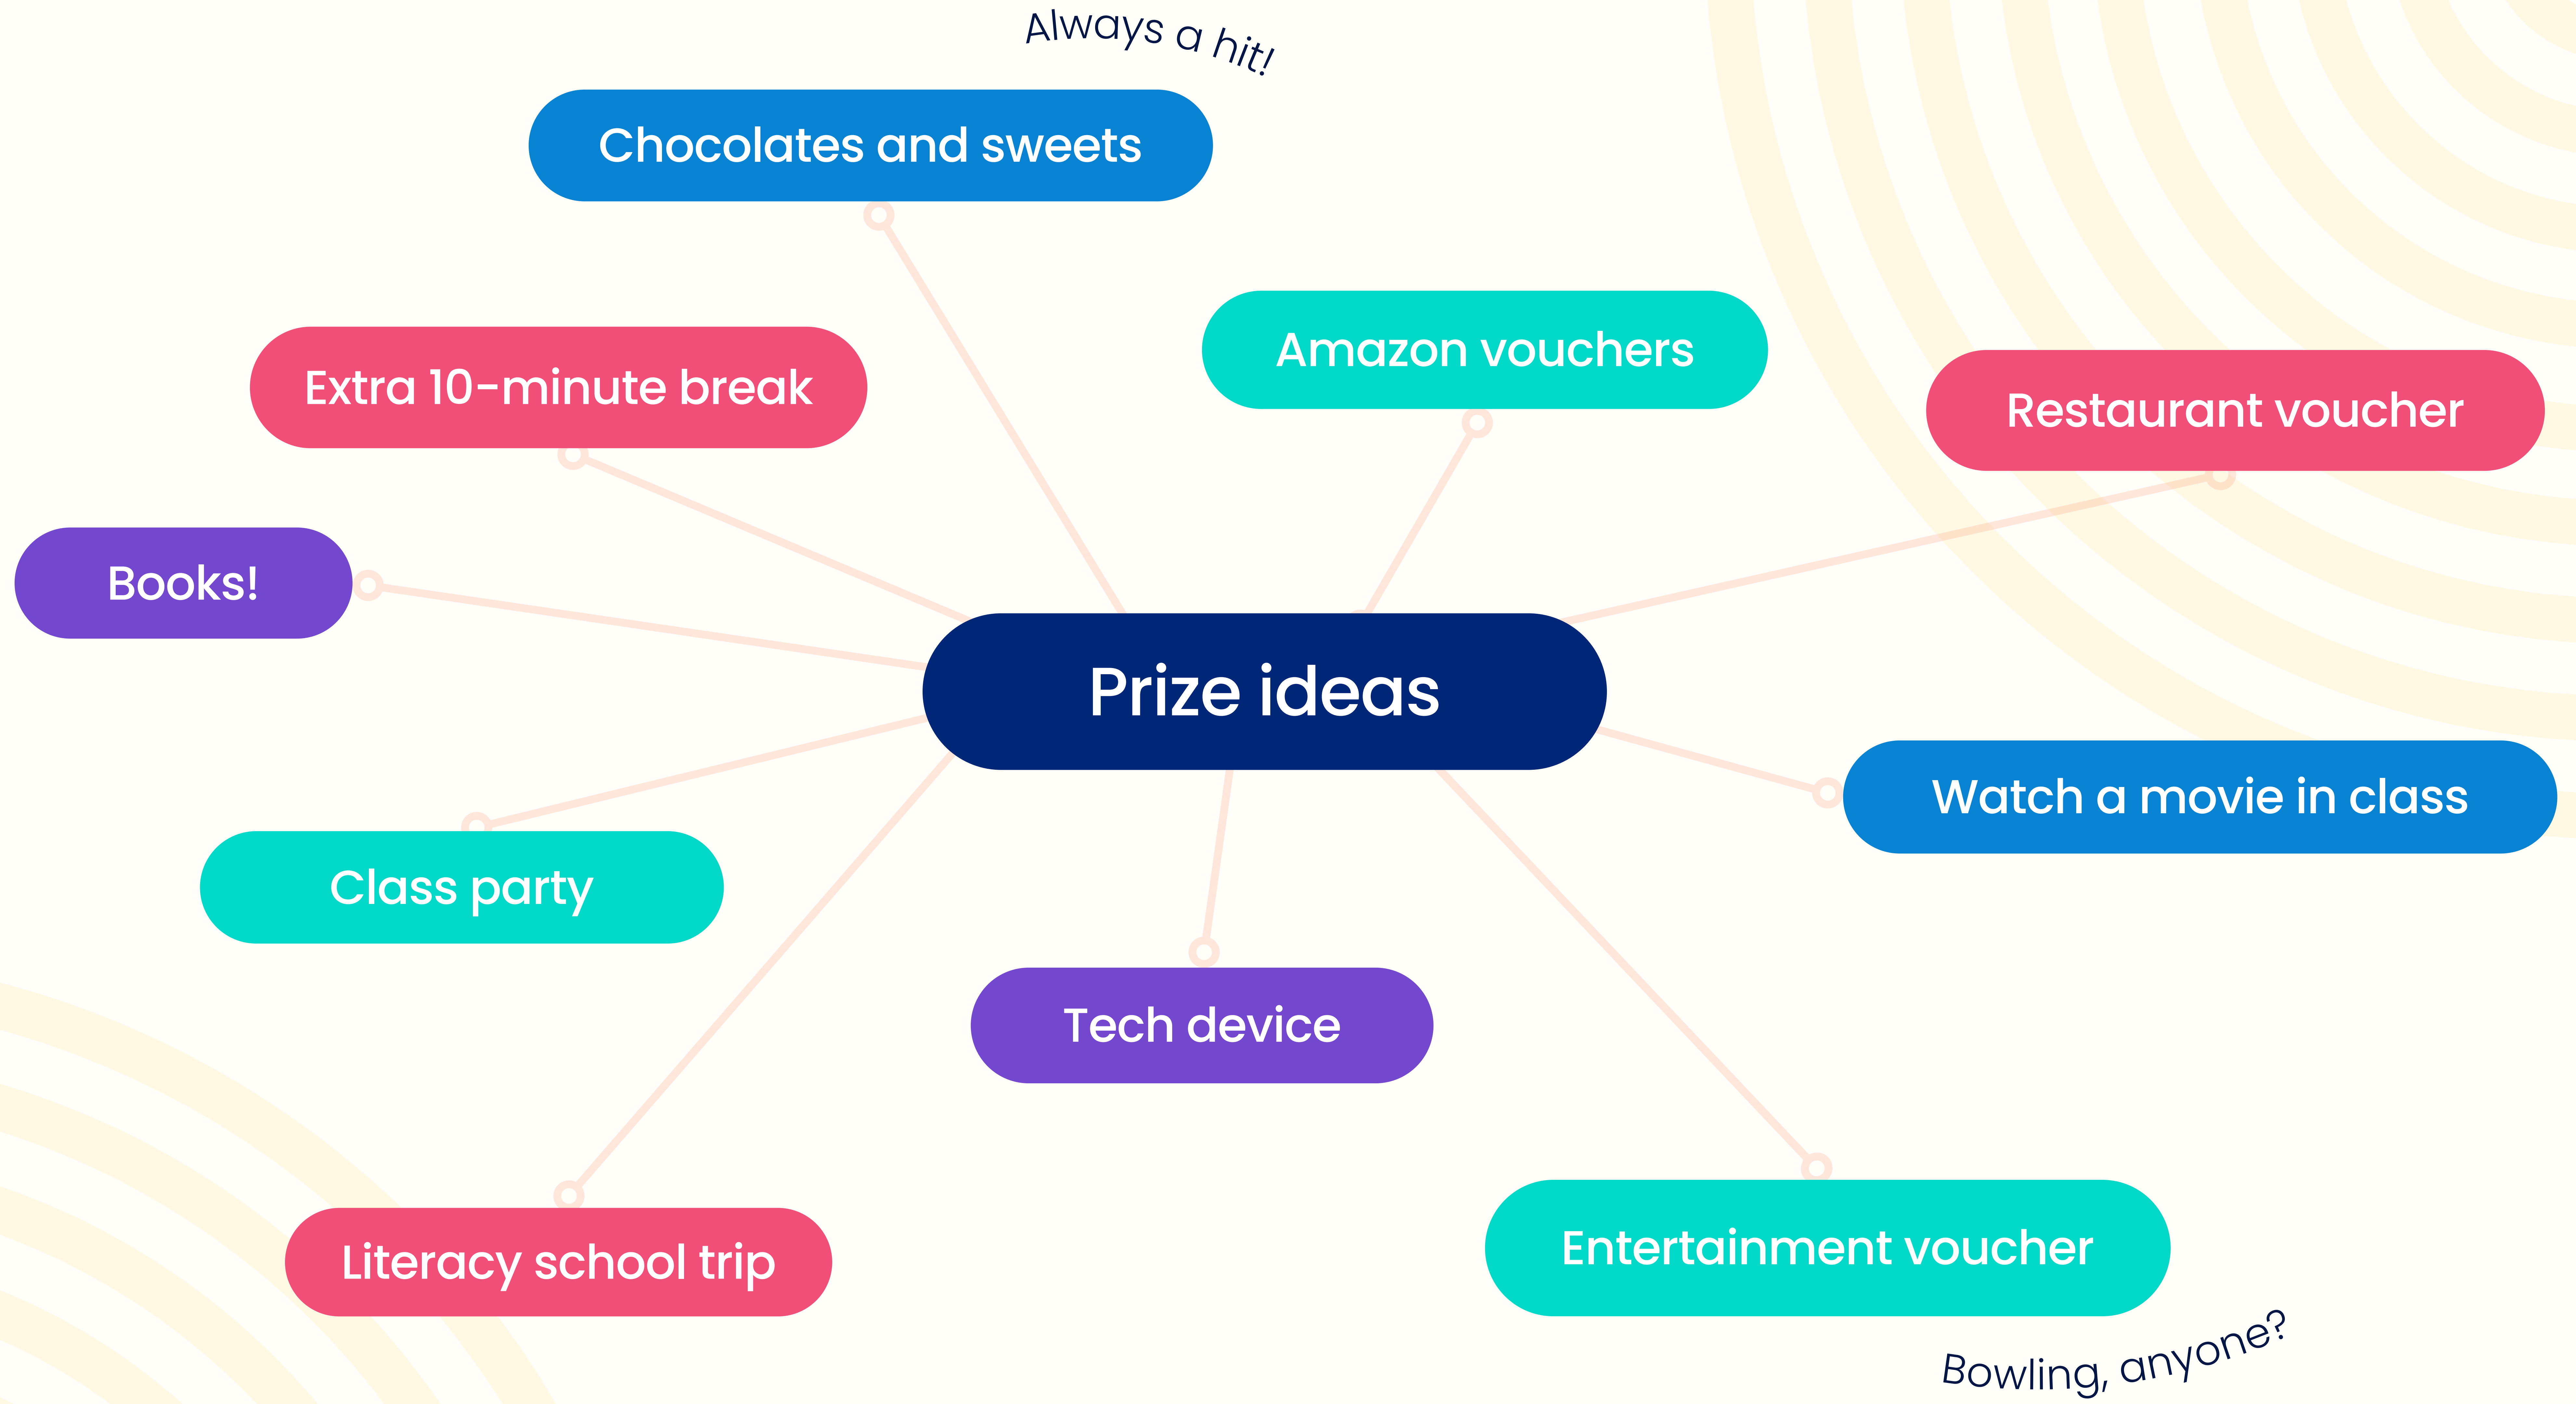 Always a hit!
Chocolates and sweets
Amazon vouchers
Extra 10-minute break
Restaurant voucher
Books!
Prize ideas
Watch a movie in class
Class party
Tech device
Literacy school trip
Entertainment voucher
Bowling, anyone?